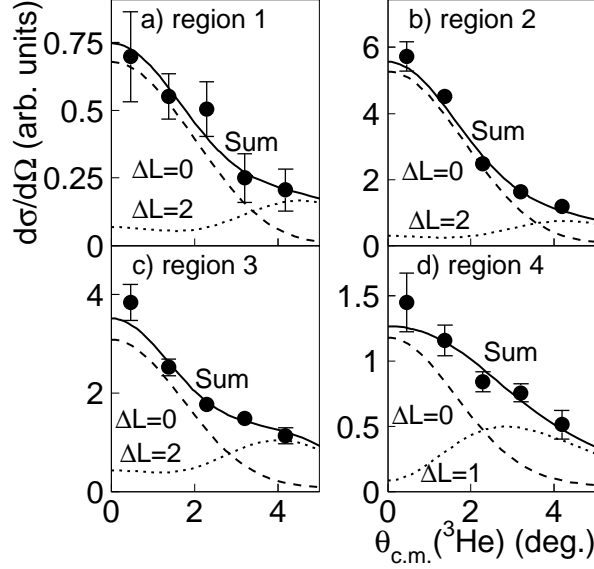 a) region 1
b) region 2
0.75
0.5
0.25
0
Sum
ΔL=0
ΔL=2
6
4
2
0
Sum
ΔL=0
ΔL=2
dσ/dΩ (arb. units)
c) region 3
d) region 4
4
2
0
Sum
ΔL=0
ΔL=2
0 2 4
1.5
1
0.5
0
Sum
ΔL=0
ΔL=1
0 2 4
θc.m.(³He) (deg.)